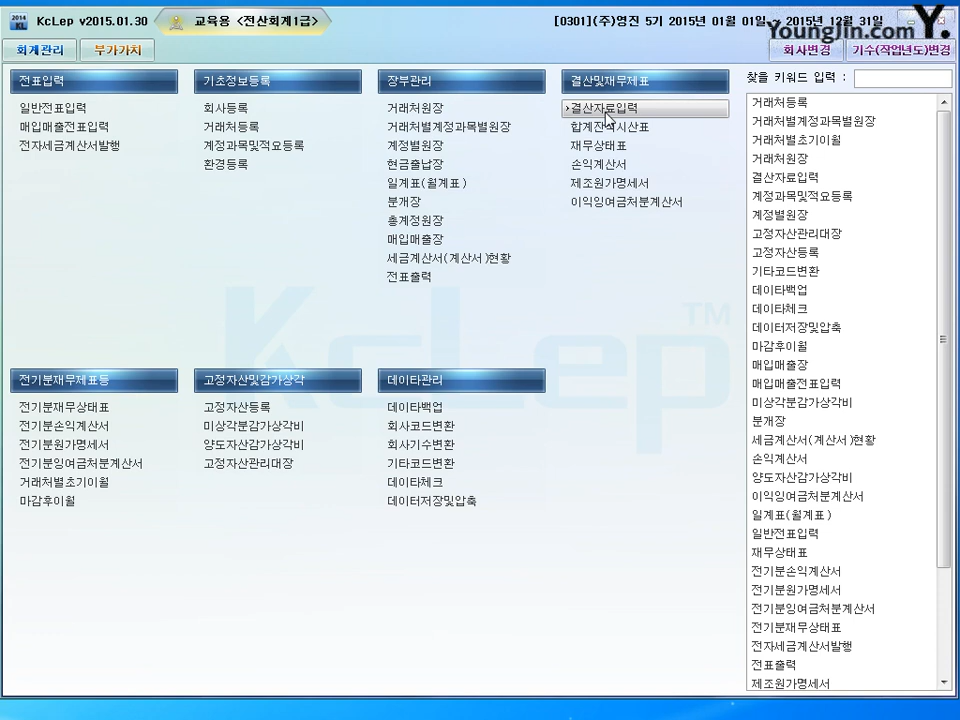 2014 KL KcLep v2015.01.30 교육용 <전산회계1급> [0301](주)영진 5기 2015년 01월 01일 ~ 2015년 12월 31일
YoungJin.com Y.
회계관리 부가가치 회사변경 기수(작업년도)변경
전표입력 기초정보등록 장부관리 결산및재무제표 찾을 키워드 입력 :
일반전표입력
매입매출전표입력
전자세금계산서발행
회사등록
거래처등록
계정과목및적요등록
환경등록
거래처원장
거래처별계정과목별원장
계정별원장
현금출납장
일계표(월계표)
분개장
총계정원장
매입매출장
세금계산서(계산서)현황
전표출력
결산자료입력
합계잔액시산표
재무상태표
손익계산서
제조원가명세서
이익잉여금처분계산서
KcLep TM
전기분재무제표등 고정자산및감가상각 데이타관리
전기분재무상태표
전기분손익계산서
전기분원가명세서
전기분잉여금처분계산서
거래처별초기이월
마감후이월
고정자산등록
미상각분감가상각비
양도자산감가상각비
고정자산관리대장
데이타백업
회사코드변환
회사기수변환
기타코드변환
데이타체크
데이터저장및압축
거래처등록
거래처별계정과목별원장
거래처별초기이월
거래처원장
결산자료입력
계정과목및적요등록
계정별원장
고정자산관리대장
고정자산등록
기타코드변환
데이타백업
데이타체크
데이터저장및압축
마감후이월
매입매출장
매입매출전표입력
미상각분감가상각비
분개장
세금계산서(계산서)현황
손익계산서
양도자산감가상각비
이익잉여금처분계산서
일계표(월계표)
일반전표입력
재무상태표
전기분손익계산서
전기분원가명세서
전기분잉여금처분계산서
전기분재무상태표
전자세금계산서발행
전표출력
제조원가명세서